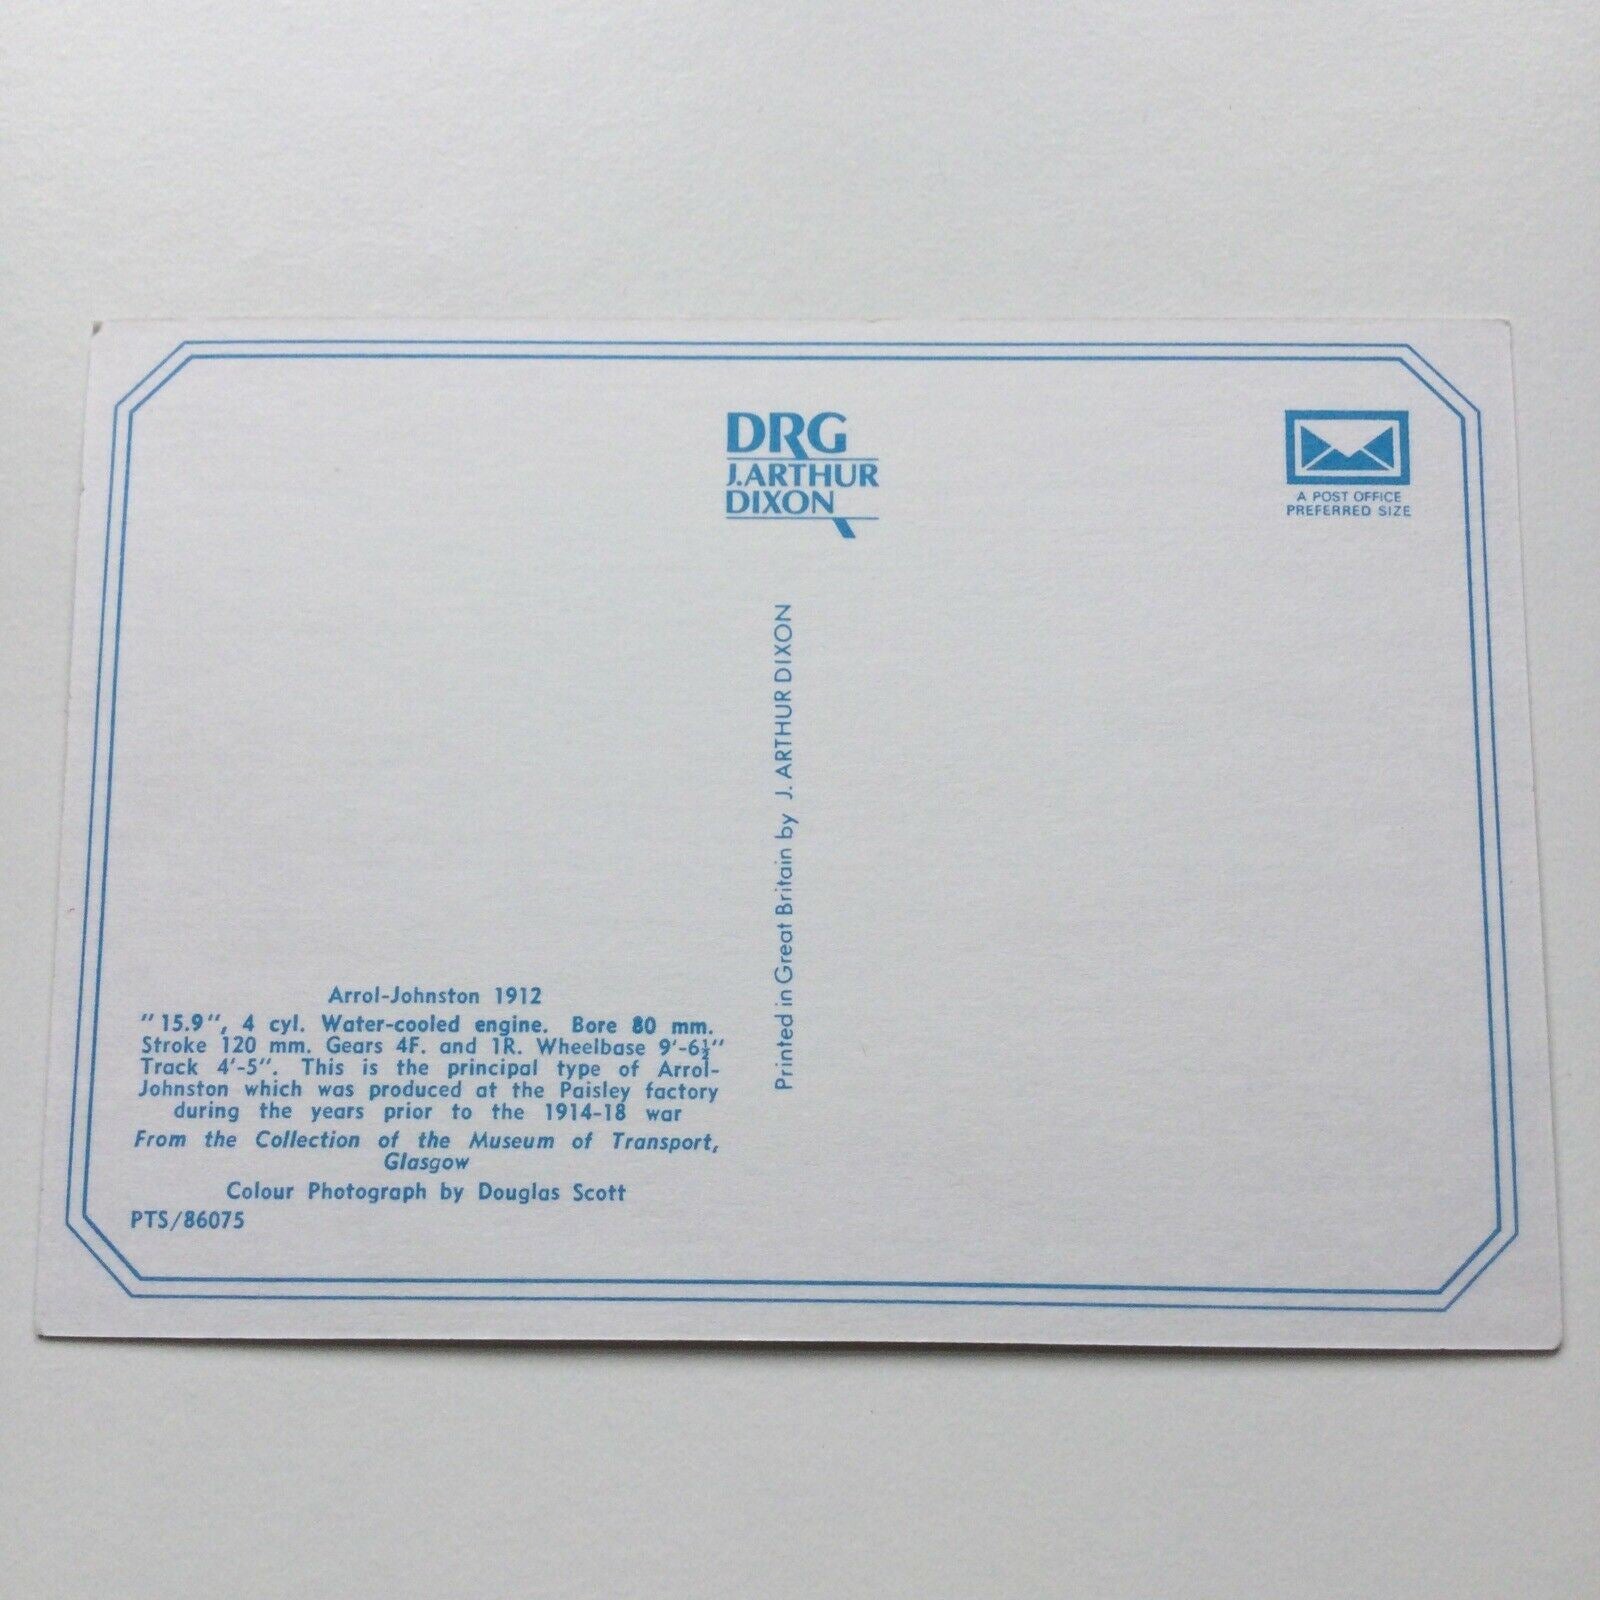 DRG
J.ARTHUR
DIXON
A POST OFFICE
PREFERRED SIZE
Printed in Great Britain by J. ARTHUR DIXON
Arrol-Johnston 1912
"15.9", 4 cyl. Water-cooled engine. Bore 80 mm.
Stroke 120 mm. Gears 4F. and 1R. Wheelbase 9'-6½"
Track 4'-5". This is the principal type of Arrol-
Johnston which was produced at the Paisley factory
during the years prior to the 1914-18 war
From the Collection of the Museum of Transport,
Glasgow
Colour Photograph by Douglas Scott
PTS/86075